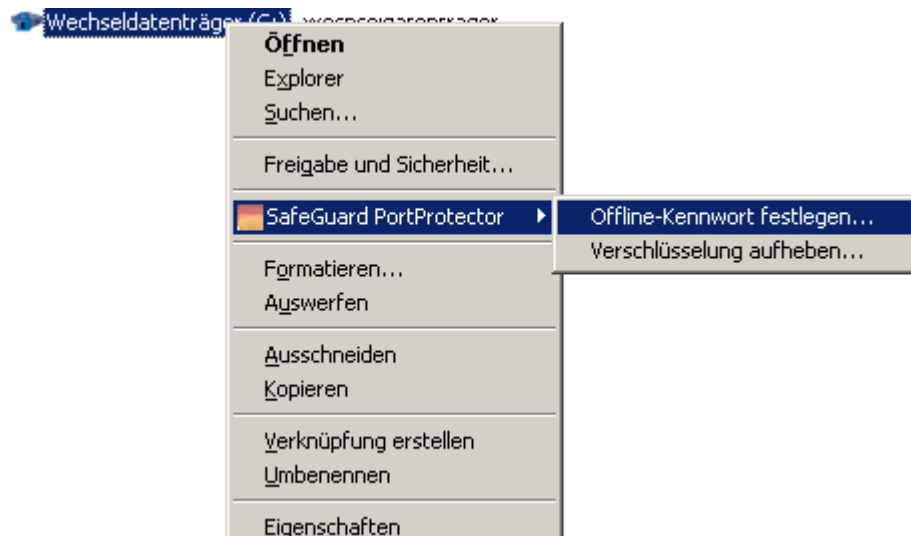 Wechseldatenträger
Öffnen
Explorer
Suchen...
Freigabe und Sicherheit...
SafeGuard PortProtector
Offline-Kennwort festlegen...
Verschlüsselung aufheben...
Formatieren...
Auswerfen
Ausschneiden
Kopieren
Verknüpfung erstellen
Umbenennen
Eigenschaften